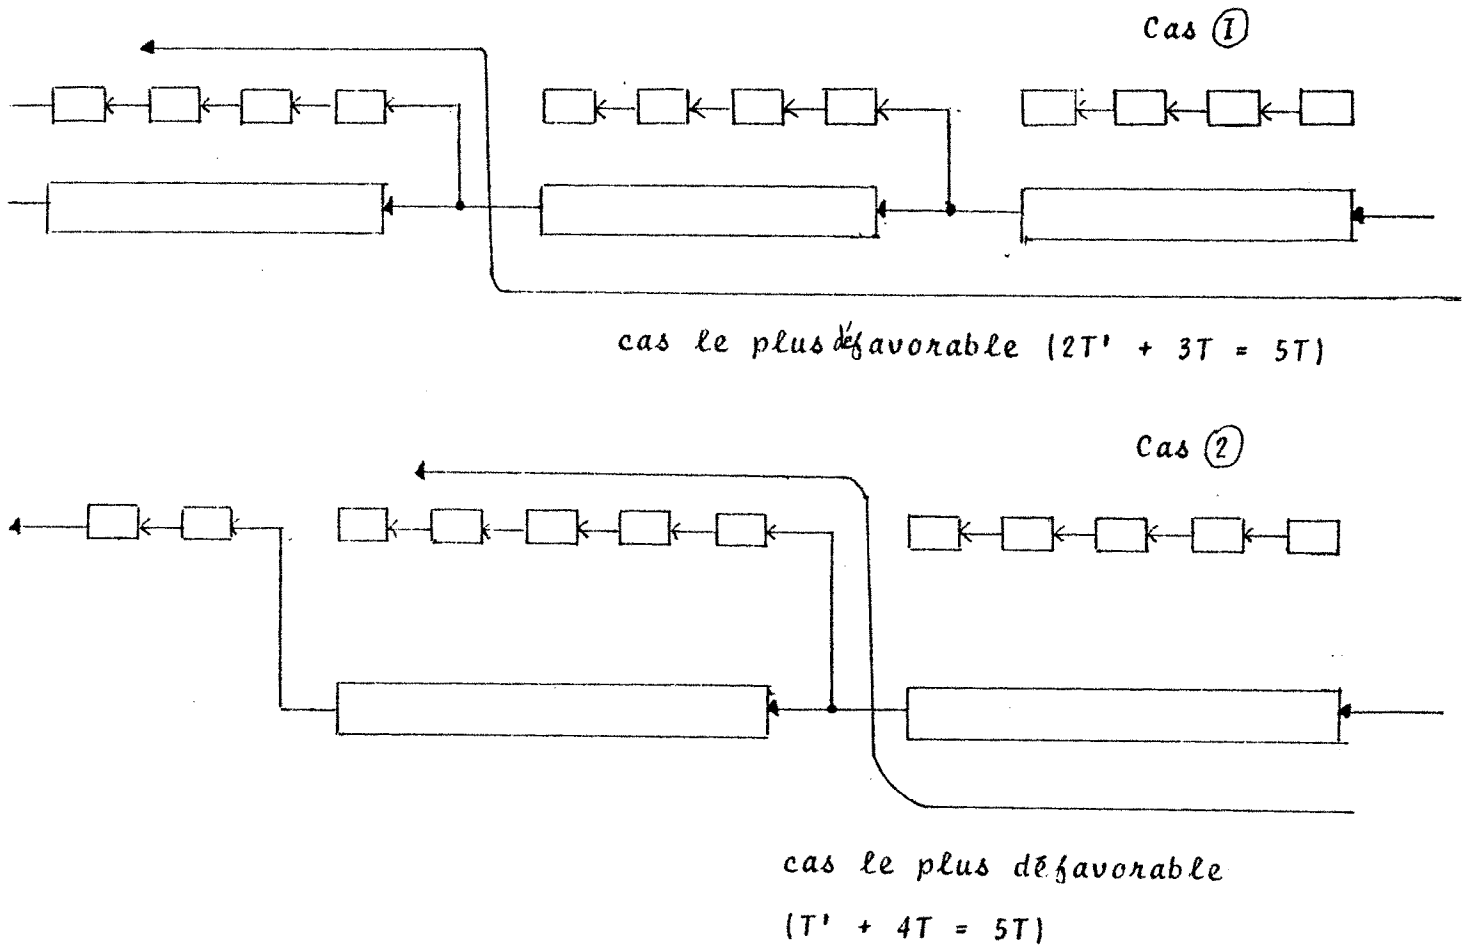 Cas 1
cas le plus défavorable (2T' + 3T = 5T)
Cas 2
cas le plus défavorable
(T' + 4T = 5T)